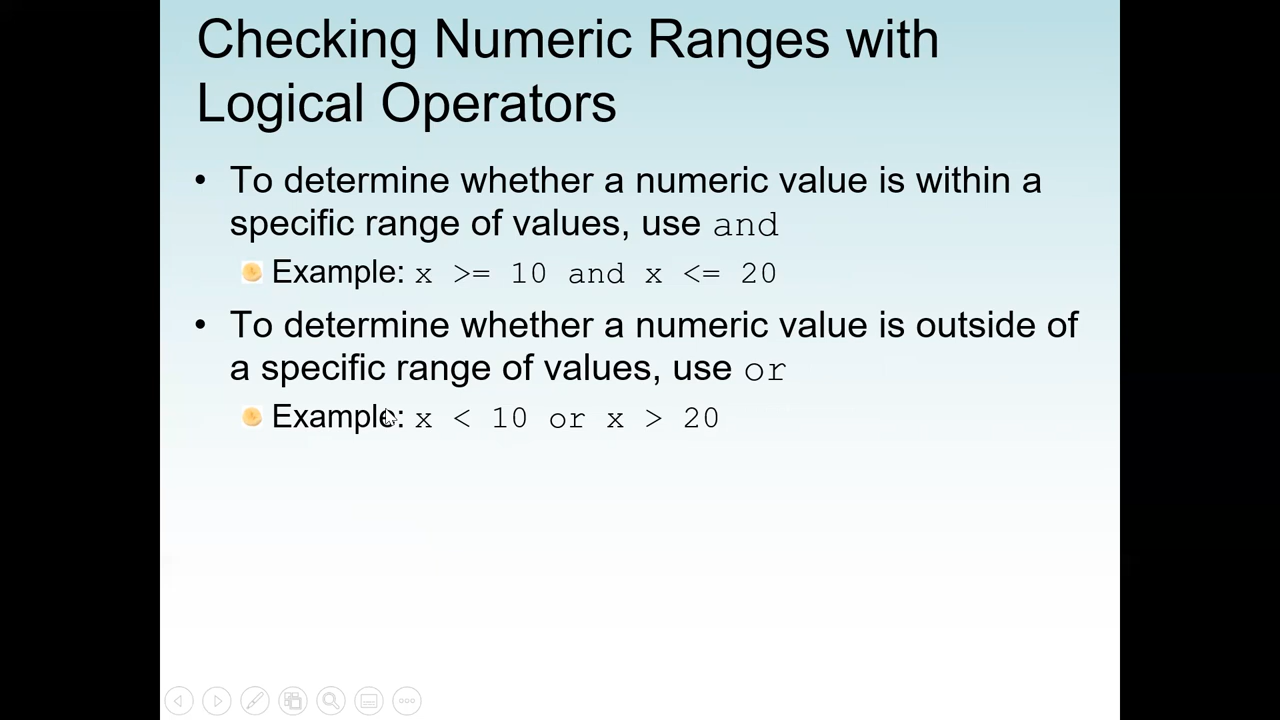 Checking Numeric Ranges with
Logical Operators
• To determine whether a numeric value is within a
specific range of values, use and
Example: x >= 10 and x <= 20
• To determine whether a numeric value is outside of
a specific range of values, use or
Example: x < 10 or x > 20